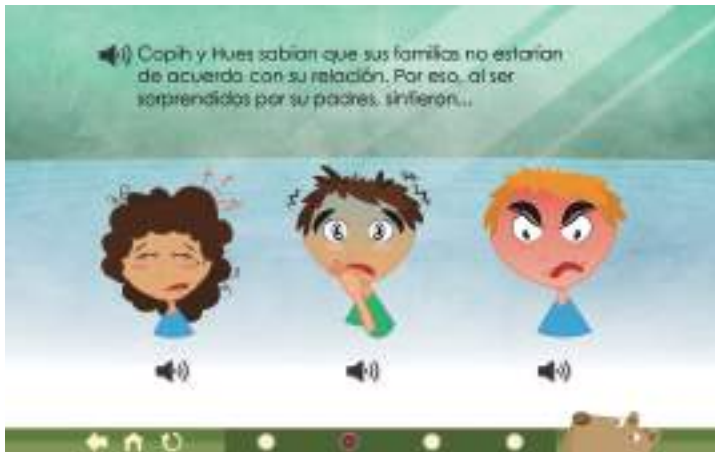 Copih y Hues sabían que sus familias no estarían
de acuerdo con su relación. Por eso, al ser
sorprendidos por su padres, sintieron...